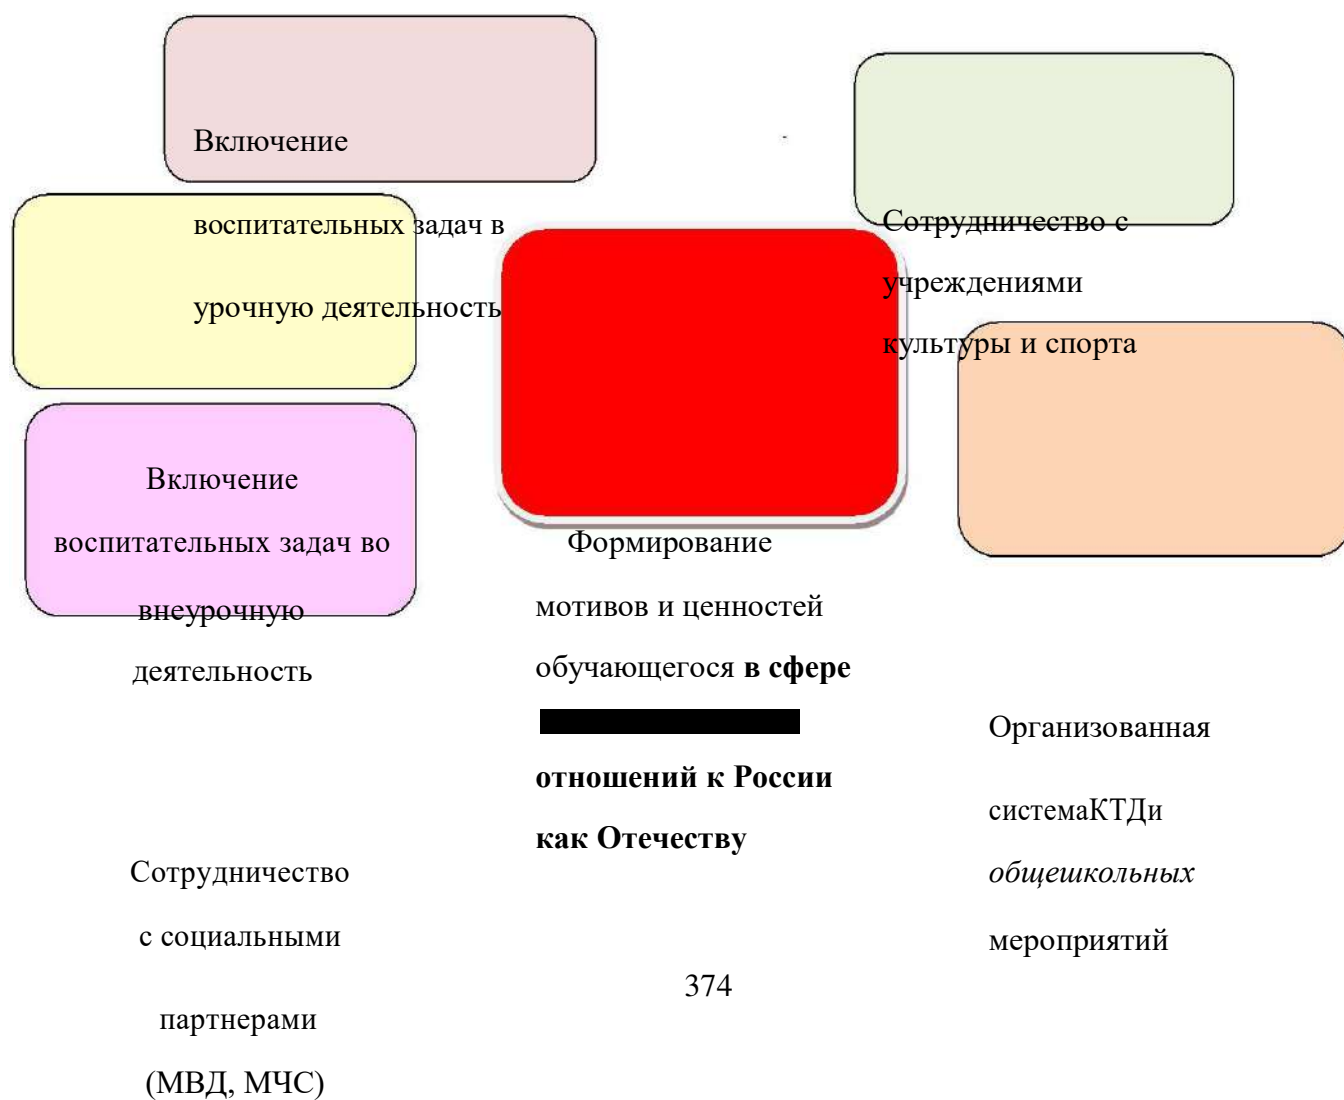 Включение
воспитательных задач в
урочную деятельность
Сотрудничество с
учреждениями
культуры и спорта
Включение
воспитательных задач во
внеурочную
деятельность
Формирование
мотивов и ценностей
обучающегося в сфере
отношений к России
как Отечеству
Организованная
системаКТДи
общешкольных
мероприятий
Сотрудничество
с социальными
партнерами
(МВД, МЧС)
374